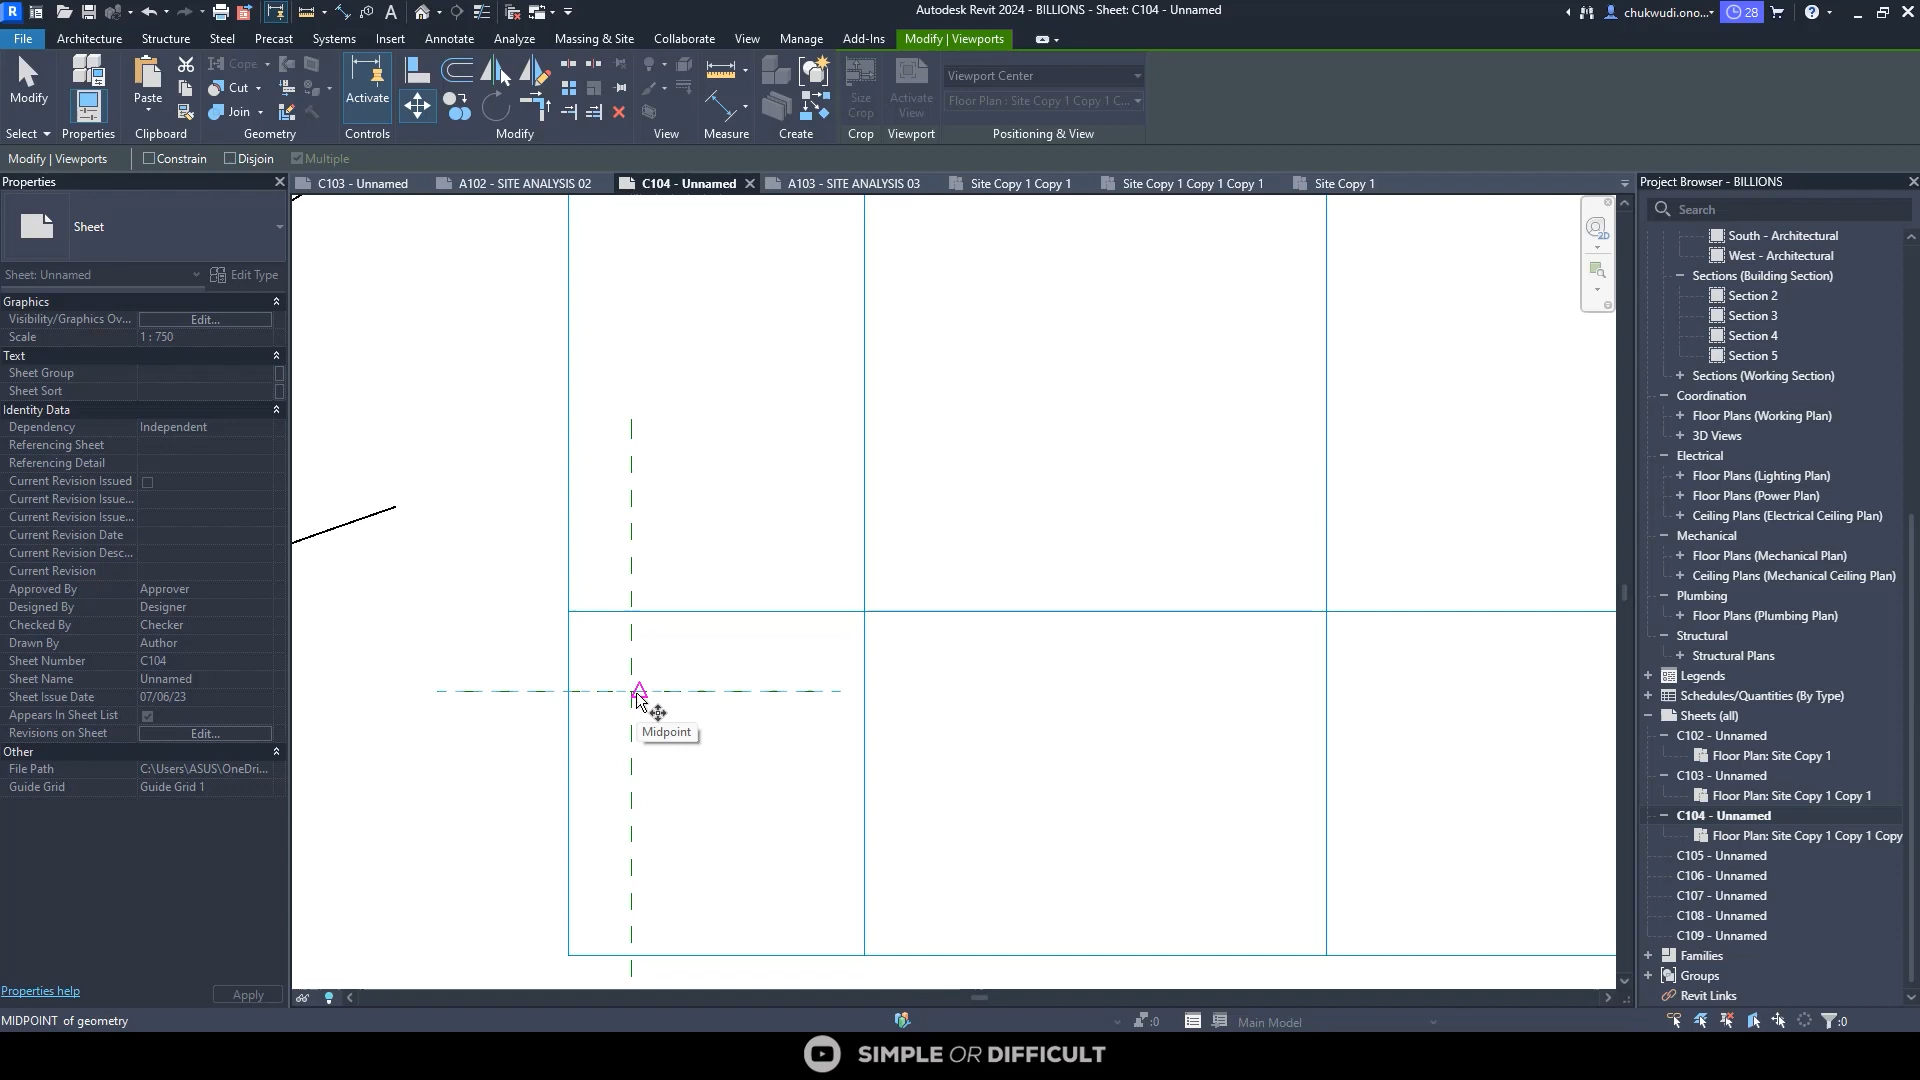 Autodesk Revit 2024 - BILLIONS - Sheet: C104 - Unnamed
chukwudi.ono...
28
File
Architecture
Structure
Steel
Precast
Systems
Insert
Annotate
Analyze
Massing & Site
Collaborate
View
Manage
Add-Ins
Modify | Viewports
Modify
Paste
Cope
Cut
Join
Activate
Size
Crop
Activate
View
Viewport Center
Floor Plan : Site Copy 1 Copy 1 C...
Select
Properties
Clipboard
Geometry
Controls
Modify
View
Measure
Create
Crop
Viewport
Positioning & View
Modify | Viewports
Constrain
Disjoin
Multiple
Properties
C103 - Unnamed
A102 - SITE ANALYSIS 02
C104 - Unnamed
A103 - SITE ANALYSIS 03
Site Copy 1 Copy 1
Site Copy 1 Copy 1 Copy 1
Site Copy 1
Sheet
Sheet: Unnamed
Edit Type
Graphics
Visibility/Graphics Ov...
Edit...
Scale
1 : 750
Text
Sheet Group
Sheet Sort
Identity Data
Dependency
Independent
Referencing Sheet
Referencing Detail
Current Revision Issued
Current Revision Issue...
Current Revision Issue...
Current Revision Date
Current Revision Desc...
Current Revision
Approved By
Approver
Designed By
Designer
Checked By
Checker
Drawn By
Author
Sheet Number
C104
Sheet Name
Unnamed
Sheet Issue Date
07/06/23
Appears In Sheet List
Revisions on Sheet
Edit...
Other
File Path
C:\Users\ASUS\OneDri...
Guide Grid
Guide Grid 1
Properties help
Apply
2D
Midpoint
Project Browser - BILLIONS
Search
South - Architectural
West - Architectural
Sections (Building Section)
Section 2
Section 3
Section 4
Section 5
Sections (Working Section)
Coordination
Floor Plans (Working Plan)
3D Views
Electrical
Floor Plans (Lighting Plan)
Floor Plans (Power Plan)
Ceiling Plans (Electrical Ceiling Plan)
Mechanical
Floor Plans (Mechanical Plan)
Ceiling Plans (Mechanical Ceiling Plan)
Plumbing
Floor Plans (Plumbing Plan)
Structural
Structural Plans
Legends
Schedules/Quantities (By Type)
Sheets (all)
C102 - Unnamed
Floor Plan: Site Copy 1
C103 - Unnamed
Floor Plan: Site Copy 1 Copy 1
C104 - Unnamed
Floor Plan: Site Copy 1 Copy 1 Copy
C105 - Unnamed
C106 - Unnamed
C107 - Unnamed
C108 - Unnamed
C109 - Unnamed
Families
Groups
Revit Links
MIDPOINT of geometry
:0
Main Model
:0
SIMPLE OR DIFFICULT